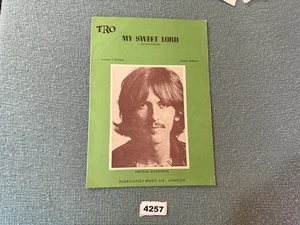 TRO
MY SWEET LORD
GEORGE HARRISON
HARRISONGS MUSIC LTD. LONDON
4257